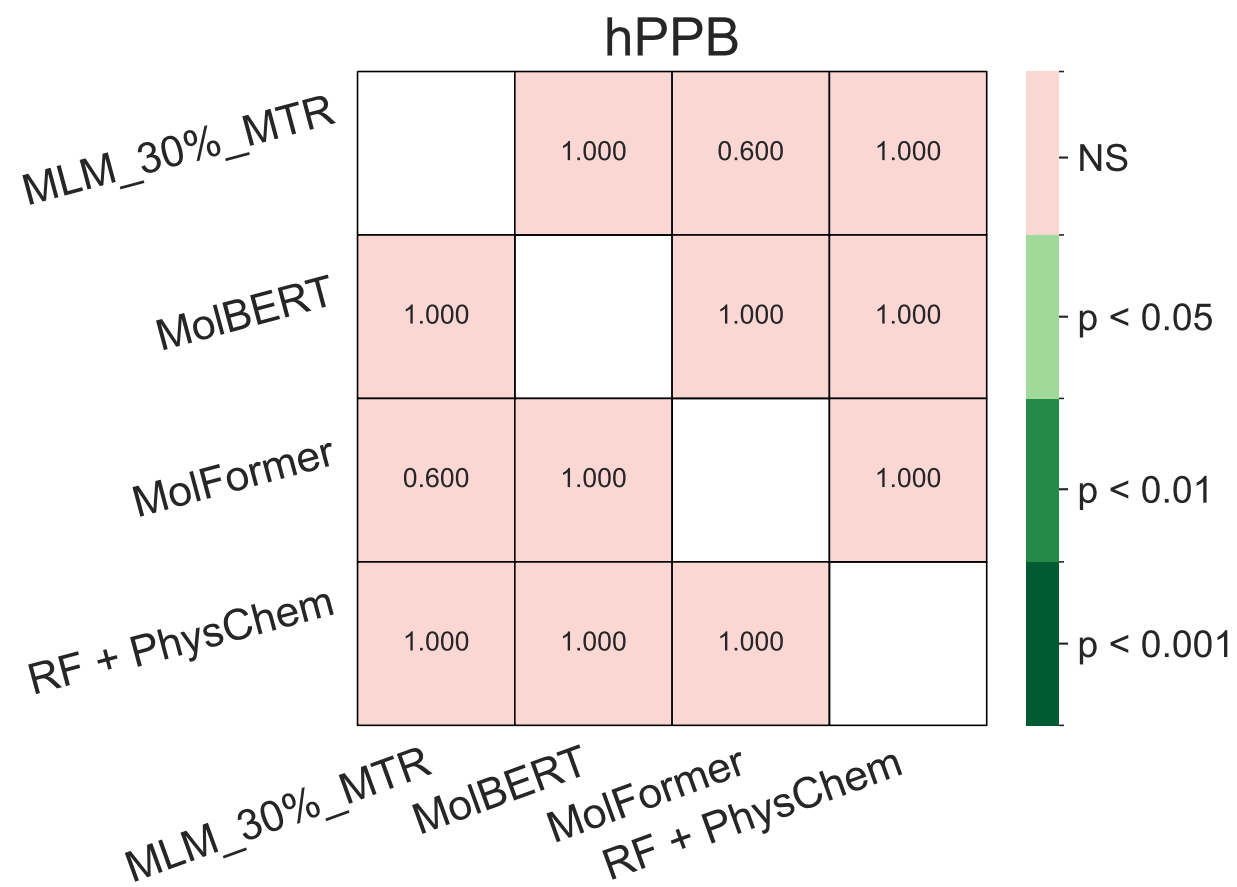 hPPB
MLM_30%_MTR
1.000 0.600 1.000
NS
MolBERT
1.000 1.000 1.000
p < 0.05
MolFormer
0.600 1.000 1.000
p < 0.01
RF + PhysChem
1.000 1.000 1.000
p < 0.001
MLM_30%_MTR
MolBERT
MolFormer
RF + PhysChem